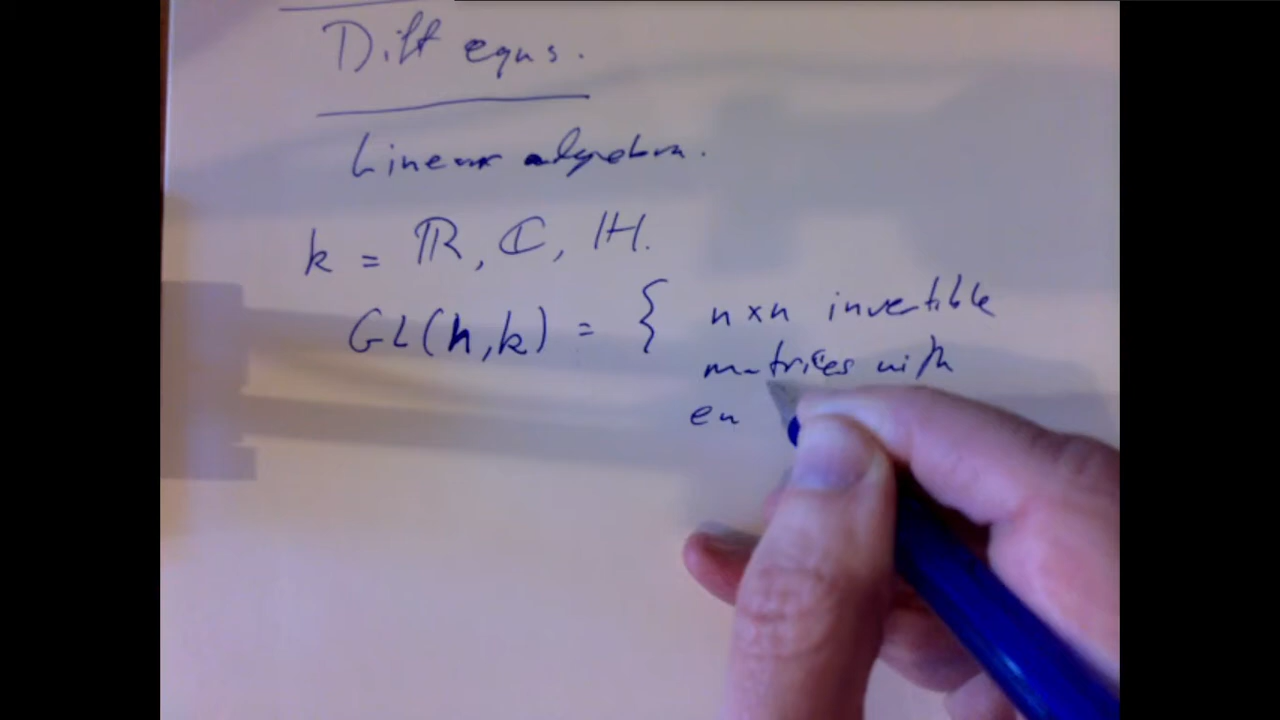 Diff eqns.
Linear algebra.
k = ℝ, ℂ, ℍ.
GL(n,k) = { n×n invertible
matrices with
en